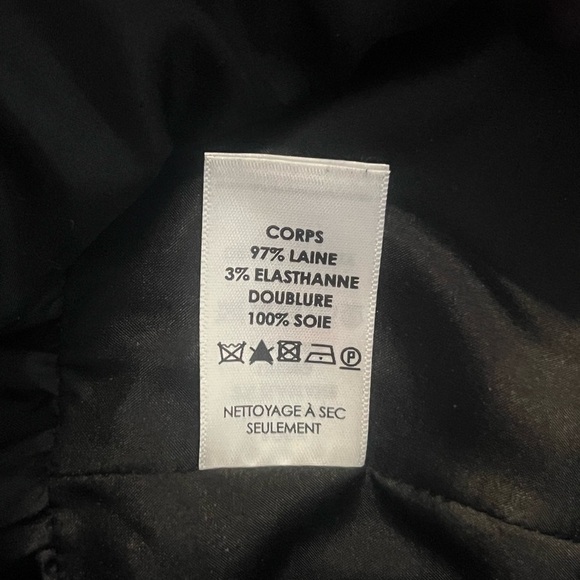 CORPS
97% LAINE
3% ELASTHANNE
DOUBLURE
100% SOIE
P
NETTOYAGE À SEC
SEULEMENT